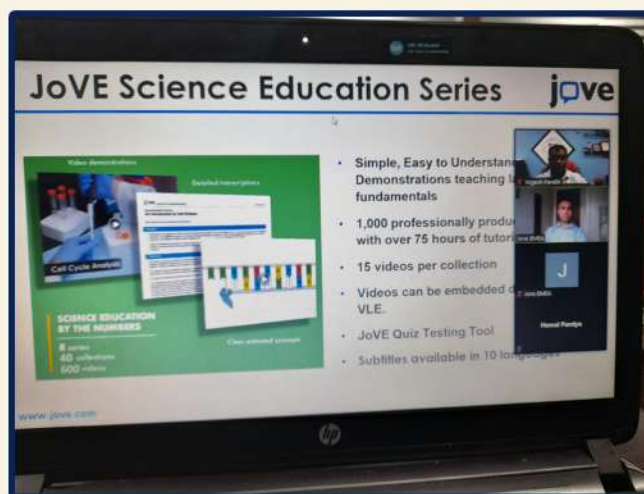 JoVE Science Education Series
jove
Video demonstrations
Detailed transcriptions
Cell Cycle Analysis
SCIENCE EDUCATION
BY THE NUMBERS
8 series
40 collections
600 videos
Clear animated concepts
• Simple, Easy to Understand
Demonstrations teaching
fundamentals
• 1,000 professionally
with over 75 hours of
• 15 videos per collection
• Videos can be embedded
VLE.
• JoVE Quiz Testing Tool
• Subtitles available in 10 languages
J
Hemal Pandya
www.jove.com
hp